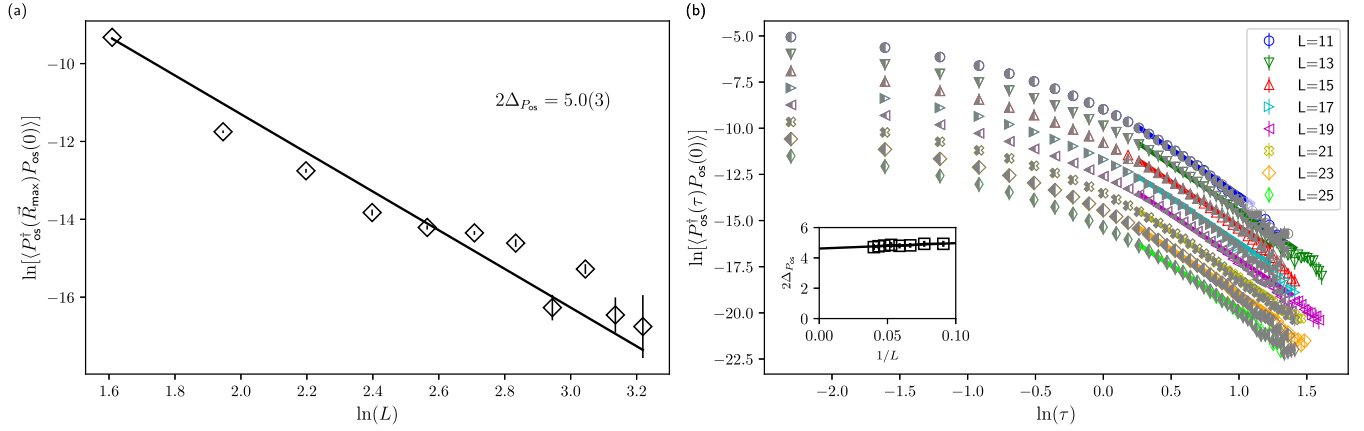 (a)
ln[⟨P†os(R⃗max)Pos(0)⟩]
−10
−12
−14
−16
2ΔPos = 5.0(3)
1.6
1.8
2.0
2.2
2.4
2.6
2.8
3.0
3.2
ln(L)
(b)
ln[⟨P†os(τ)Pos(0)⟩]
−5.0
−7.5
−10.0
−12.5
−15.0
−17.5
−20.0
−22.5
L=11
L=13
L=15
L=17
L=19
L=21
L=23
L=25
2ΔPos
6
4
2
0
0.00
0.05
0.10
1/L
−2.0
−1.5
−1.0
−0.5
0.0
0.5
1.0
1.5
ln(τ)